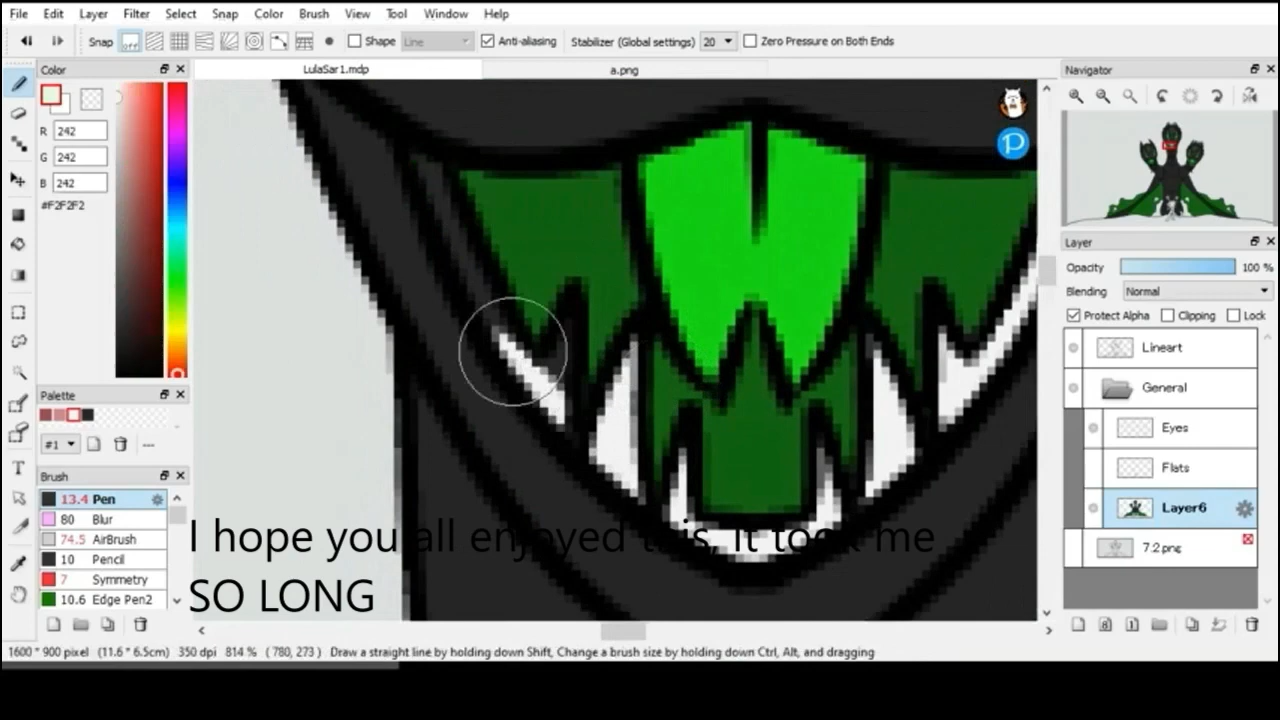 File Edit Layer Filter Select Snap Color Brush View Tool Window Help
Snap off Shape Line Anti-aliasing Stabilizer (Global settings) 20 Zero Pressure on Both Ends
Color
LulaSar1.mdp
a.png
Navigator
R 242
G 242
B 242
#F2F2F2
Palette
#1
---
Brush
13.4 Pen
80 Blur
74.5 AirBrush
10 Pencil
7 Symmetry
10.6 Edge Pen2
Layer
Opacity 100 %
Blending Normal
Protect Alpha Clipping Lock
Lineart
General
Eyes
Flats
Layer6
7.2.png
I hope you all enjoyed this, it took me
SO LONG
1600 * 900 pixel (11.6 * 6.5cm) 350 dpi 814 % ( 780, 273 ) Draw a straight line by holding down Shift, Change a brush size by holding down Ctrl, Alt, and dragging